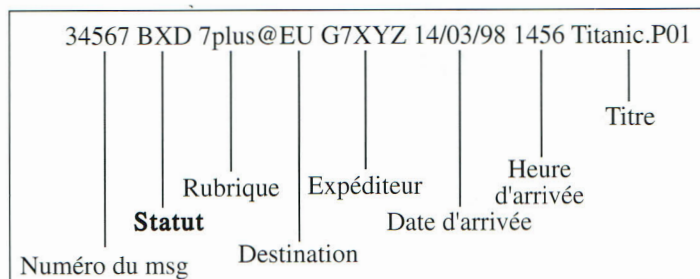 34567 BXD 7plus@EU G7XYZ 14/03/98 1456 Titanic.P01
Titre
Heure
d'arrivée
Rubrique
Expéditeur
Statut
Date d'arrivée
Destination
Numéro du msg